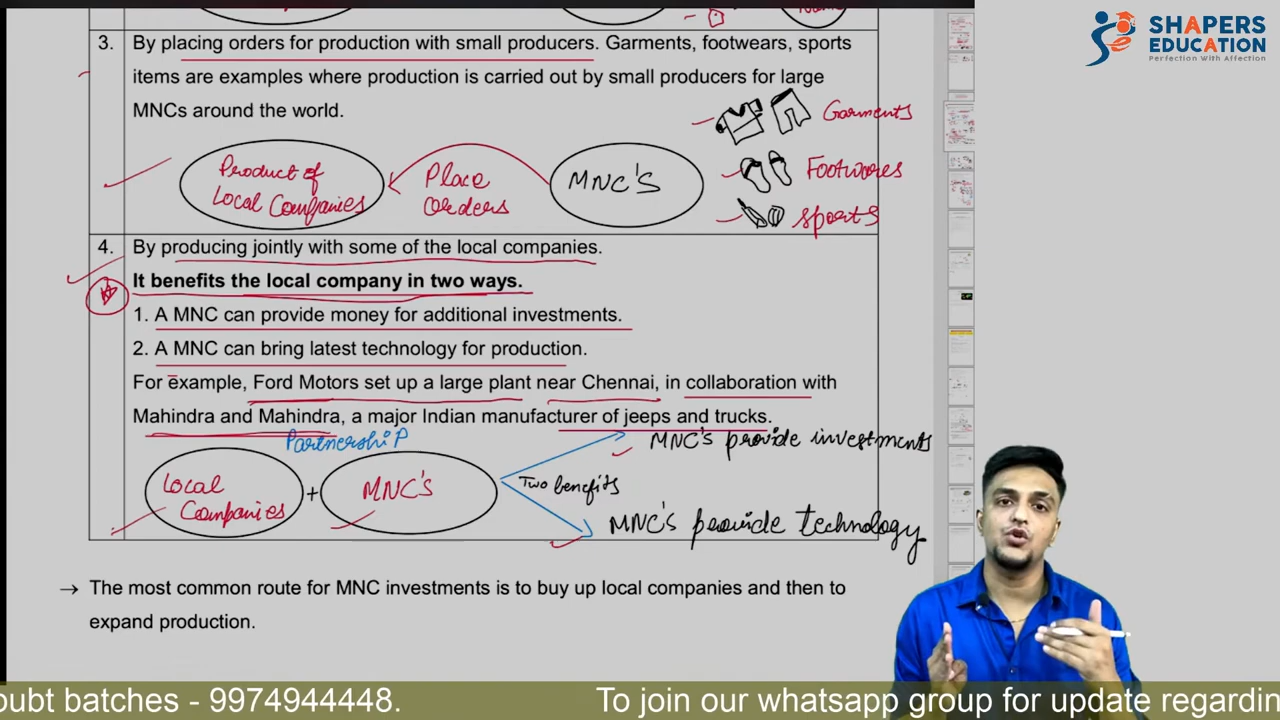 SHAPERS
EDUCATION
Perfection With Affection
3. By placing orders for production with small producers. Garments, footwears, sports
items are examples where production is carried out by small producers for large
MNCs around the world.
Garments
Product of
Local Companies
Place
Orders
MNC'S
Footwores
sports
4. By producing jointly with some of the local companies.
It benefits the local company in two ways.
1. A MNC can provide money for additional investments.
2. A MNC can bring latest technology for production.
For example, Ford Motors set up a large plant near Chennai, in collaboration with
Mahindra and Mahindra, a major Indian manufacturer of jeeps and trucks.
Partnership
MNC's provide investments
Local
Companies
+
MNC's
Two benefits
MNC's provide technology
→ The most common route for MNC investments is to buy up local companies and then to
expand production.
oubt batches - 9974944448. To join our whatsapp group for update regardin